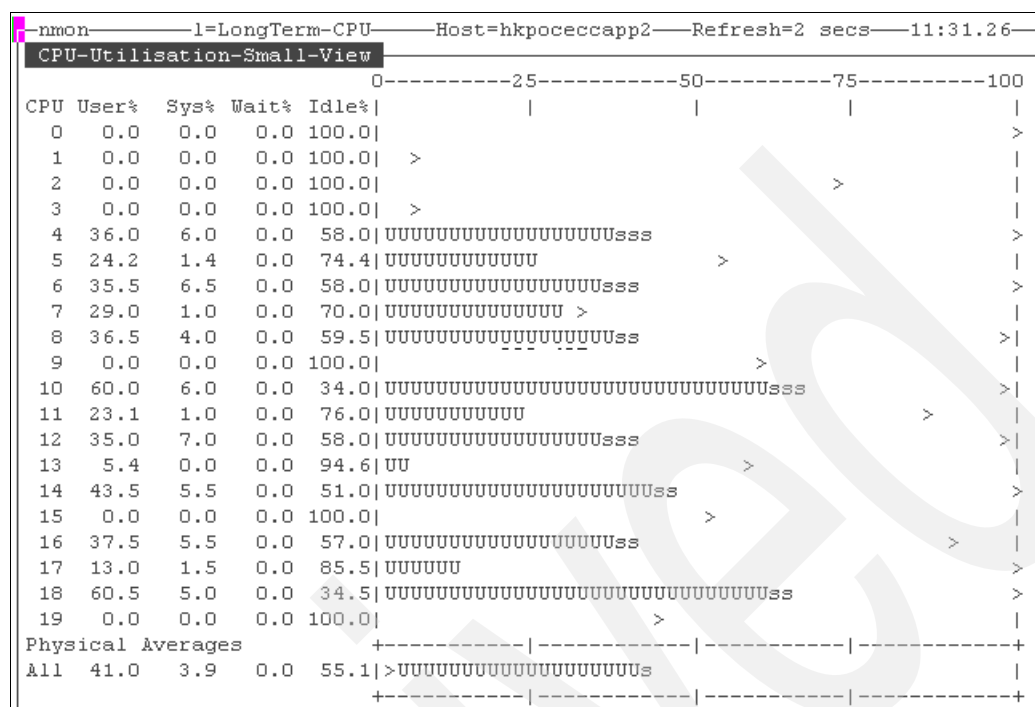 nmon————————l=LongTerm-CPU—————Host=hkpoceccapp2———Refresh=2 secs———11:31.26—
CPU-Utilisation-Small-View
0----------25-----------50----------75----------100
CPU User%  Sys% Wait% Idle%|           |            |           |            |
0   0.0   0.0   0.0 100.0|                                                  >
1   0.0   0.0   0.0 100.0|  >                                               |
2   0.0   0.0   0.0 100.0|                                   >              |
3   0.0   0.0   0.0 100.0|  >                                               |
4  36.0   6.0   0.0  58.0|UUUUUUUUUUUUUUUUUUsss                             >
5  24.2   1.4   0.0  74.4|UUUUUUUUUUUU              >                       |
6  35.5   6.5   0.0  58.0|UUUUUUUUUUUUUUUUUsss                              >
7  29.0   1.0   0.0  70.0|UUUUUUUUUUUUUU >                                  |
8  36.5   4.0   0.0  59.5|UUUUUUUUUUUUUUUUUUss                             >|
9   0.0   0.0   0.0 100.0|                             >                    |
10  60.0   6.0   0.0  34.0|UUUUUUUUUUUUUUUUUUUUUUUUUUUUUUsss                >|
11  23.1   1.0   0.0  76.0|UUUUUUUUUUU                                >      |
12  35.0   7.0   0.0  58.0|UUUUUUUUUUUUUUUUUsss                             >|
13   5.4   0.0   0.0  94.6|UU                          >                     |
14  43.5   5.5   0.0  51.0|UUUUUUUUUUUUUUUUUUUUUss                           >
15   0.0   0.0   0.0 100.0|                         >                        |
16  37.5   5.5   0.0  57.0|UUUUUUUUUUUUUUUUUUss                        >     |
17  13.0   1.5   0.0  85.5|UUUUUU                                            >
18  60.5   5.0   0.0  34.5|UUUUUUUUUUUUUUUUUUUUUUUUUUUUUUss                  >
19   0.0   0.0   0.0 100.0|                     >                            |
Physical Averages           +-----------|------------|-----------|------------+
All  41.0   3.9   0.0  55.1|>UUUUUUUUUUUUUUUUUUUs                             |
+-----------|------------|-----------|------------+